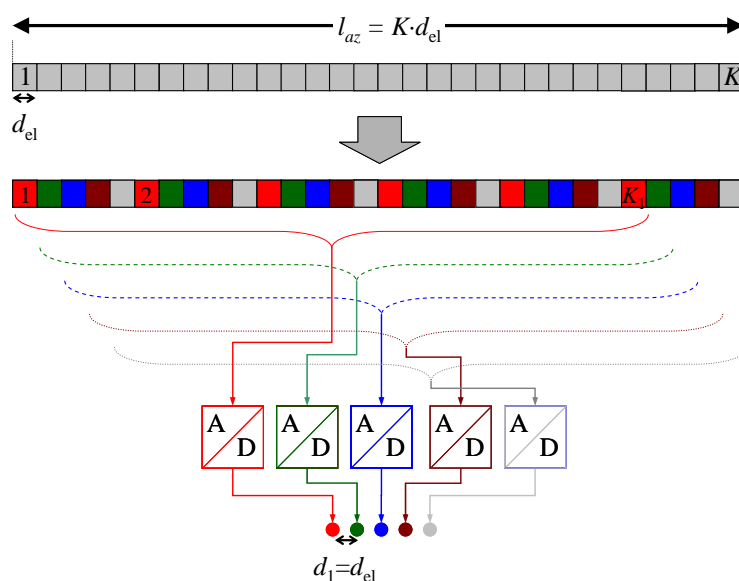 l_az = K·d_el
1 K
d_el
1 2 K_1
A A A A A
D D D D D
d_1=d_el